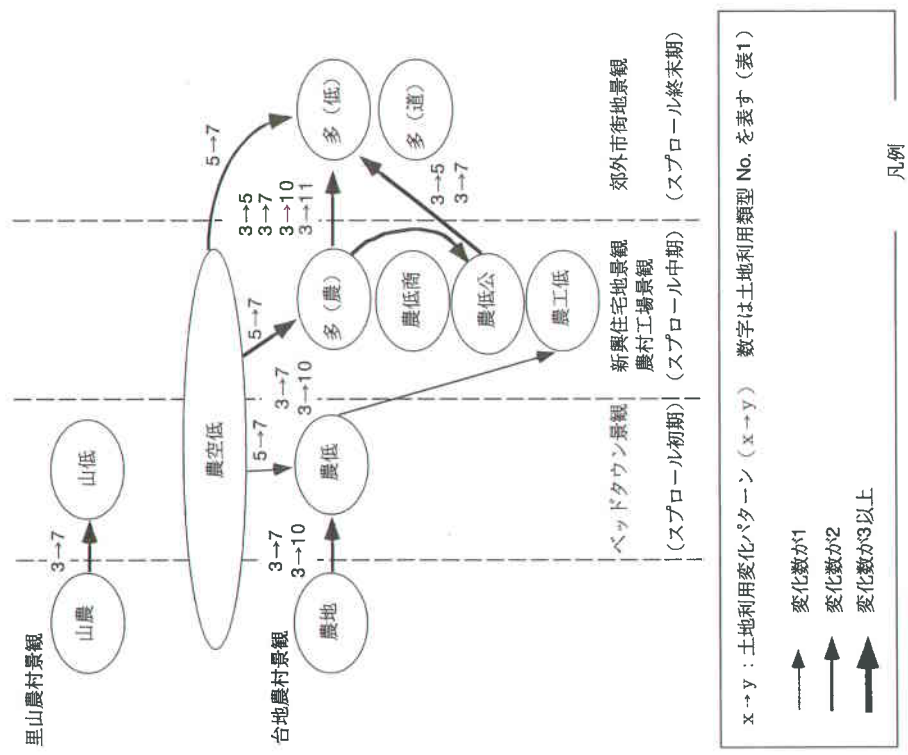 里山農村景観
山農
3→7
山低
農空低
5→7
5→7
5→7
台地農村景観
農地
3→7
3→10
農低
3→7
3→10
多（農）
農低商
農低公
農工低
3→5
3→7
3→10
3→11
3→5
3→7
多（低）
多（道）
ベッドタウン景観
（スプロール初期）
新興住宅地景観
農村工場景観
（スプロール中期）
郊外市街地景観
（スプロール終末期）
x→y：土地利用変化パターン（x→y） 数字は土地利用類型 No. を表す（表1）
変化数が1
変化数が2
変化数が3以上
凡例